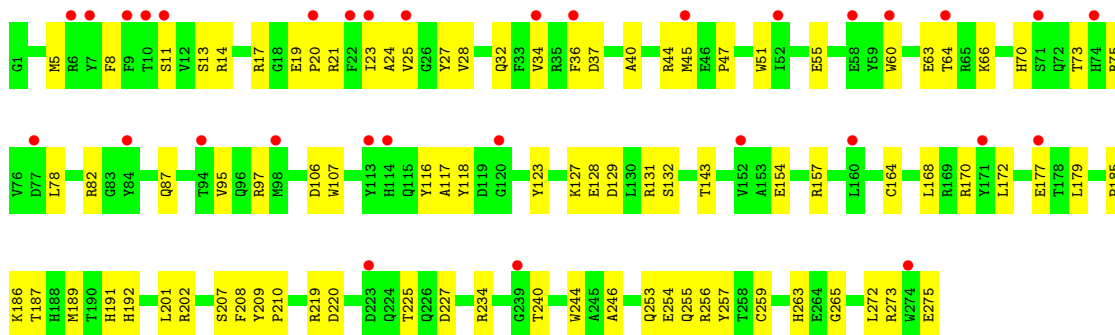 G1 M5 R6 Y7 F8 F9 T10 S11 V12 S13 R14 R17 G18 E19 P20 R21 F22 I23 A24 V25 G26 Y27 V28 Q32 F33 V34 R35 F36 D37 A40 R44 M45 E46 P47 W51 I52 E55 E58 Y59 W60 E63 T64 R65 K66 H70 S71 Q72 T73 H74
V76 D77 L78 R82 G83 Y84 Q87 T94 V95 Q96 R97 M98 D106 W107 Y113 H114 Q115 Y116 A117 Y118 D119 G120 Y123 K127 E128 D129 L130 R131 S132 T143 V152 A153 E154 R157 L160 C164 L168 R169 R170 Y171 L172 E177 T178 L179
K186 T187 H188 M189 T190 H191 H192 L201 R202 S207 F208 Y209 P210 R219 D220 D223 Q224 T225 Q226 D227 R234 G239 T240 W244 A245 A246 Q253 E254 Q255 R256 Y257 T258 C259 H263 E264 G265 L272 R273 W274 E275